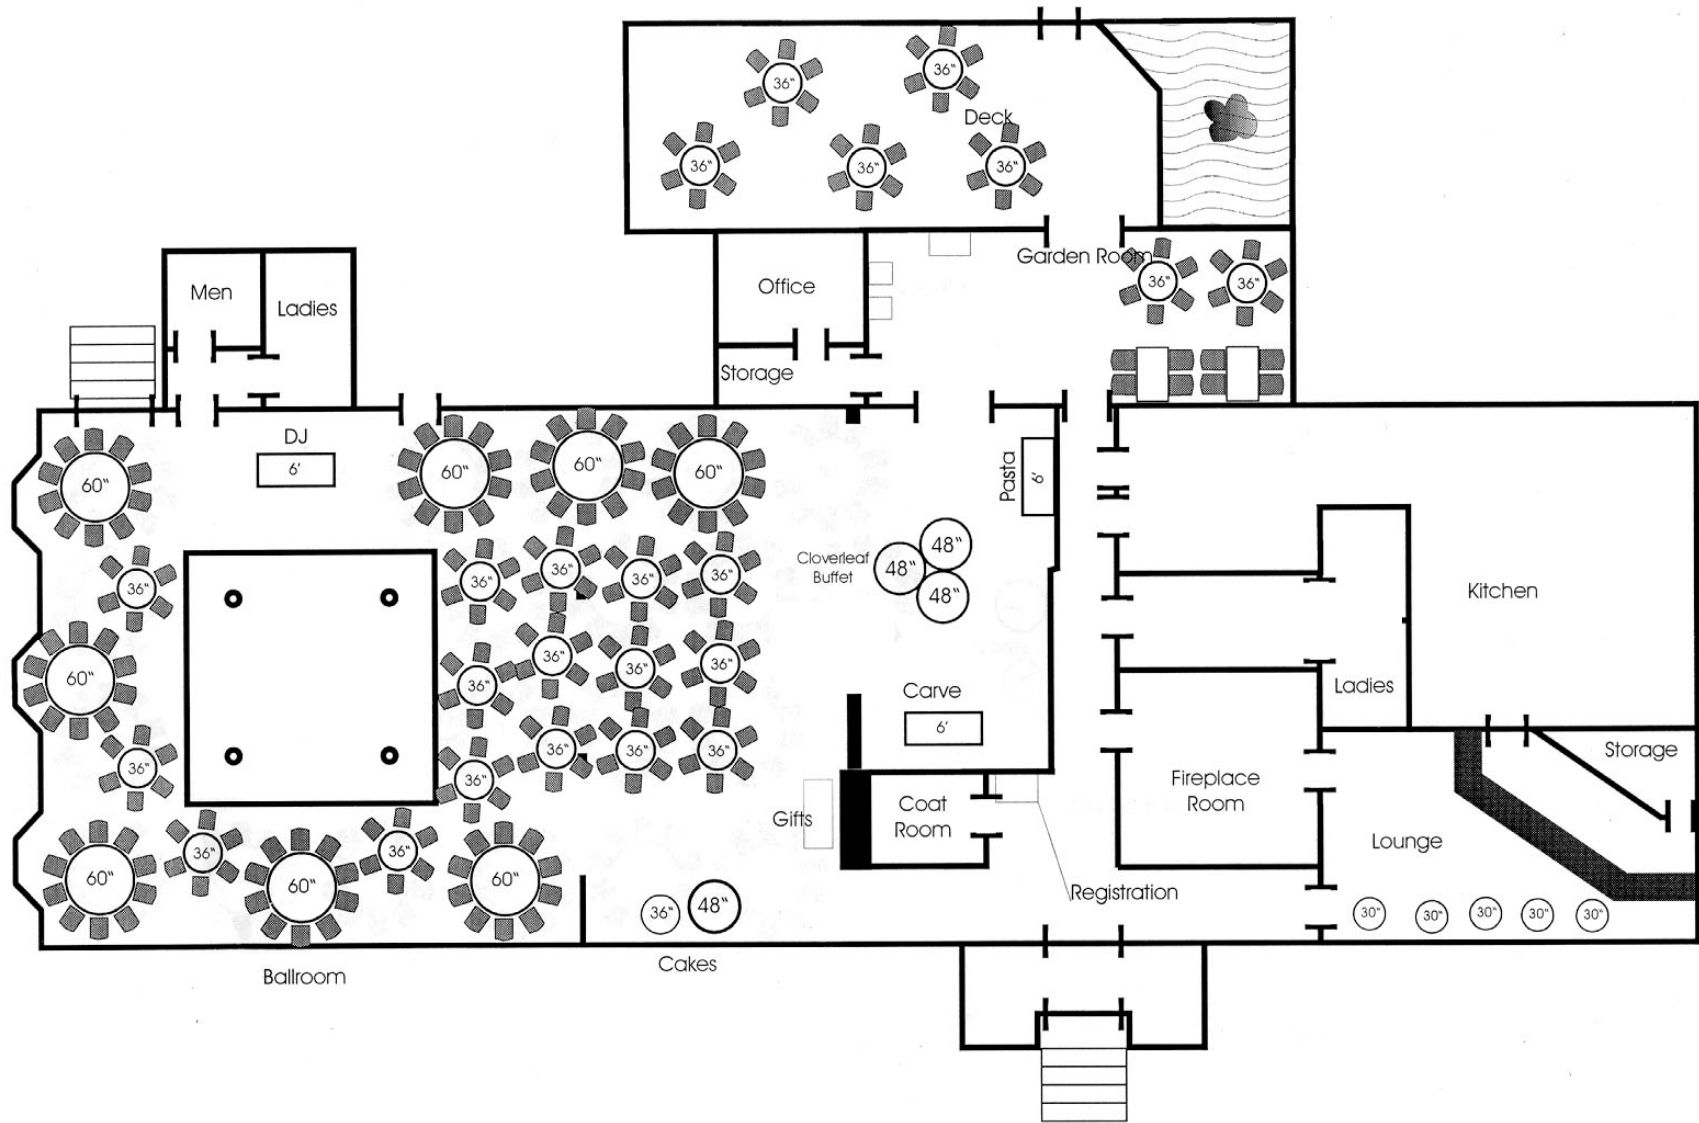 36"
36"
Deck
36"
36"
36"
Garden Room
Office
36"
36"
Men
Ladies
Storage
DJ
6'
60"
60"
60"
60"
Pasta
6'
Cloverleaf
Buffet
48"
48"
48"
36"
36"
36"
36"
36"
Kitchen
60"
36"
36"
36"
36"
Ladies
Carve
6'
36"
36"
36"
36"
36"
Storage
Fireplace
Room
Coat
Room
Gifts
Lounge
36"
36"
60"
60"
60"
Registration
36"
48"
30"
30"
30"
30"
30"
Cakes
Ballroom